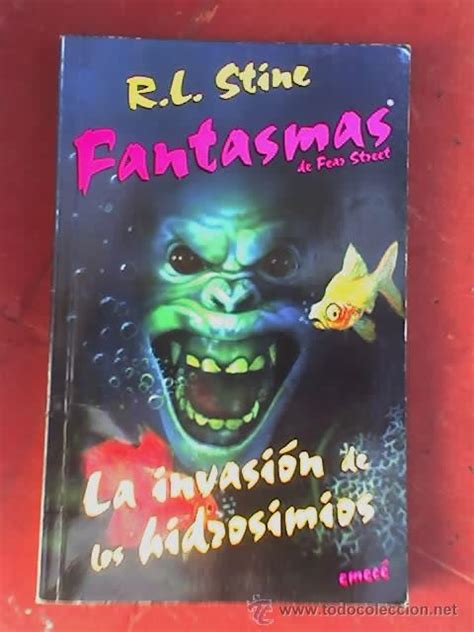 R.L. Stine
Fantasmas
de Fear Street
La invasión de
los hidrosimios
emecé
© www.todocoleccion.net